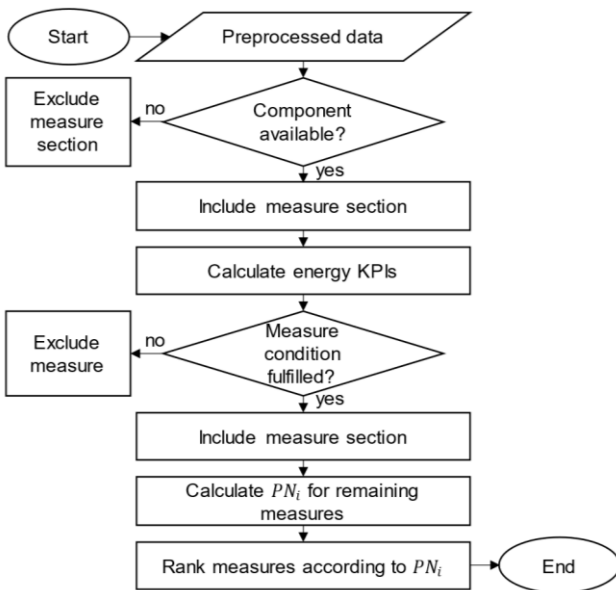 Start
Preprocessed data
Exclude
measure
section
no
Component
available?
yes
Include measure section
Calculate energy KPIs
Exclude
measure
no
Measure
condition
fulfilled?
yes
Include measure section
Calculate PNᵢ for remaining
measures
Rank measures according to PNᵢ
End